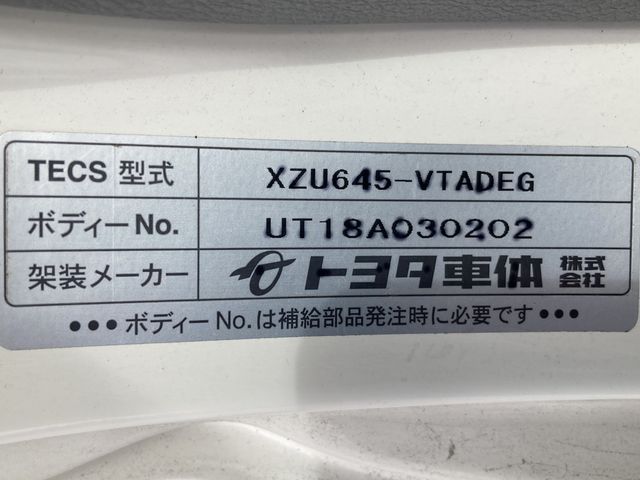 TECS 型式 XZU645-VTADEG
ボディーNo. UT18A030202
架装メーカー トヨタ車体 株式会社
●●● ボディーNo.は補給部品発注時に必要です ●●●